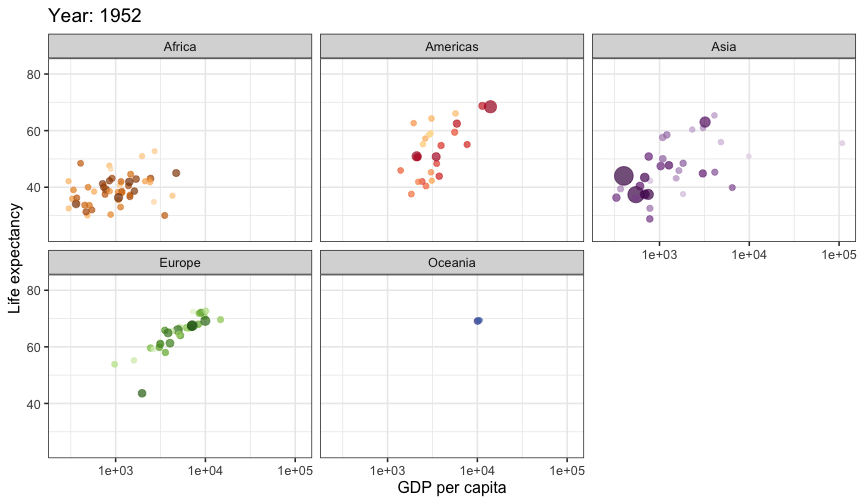 Year: 1952
Africa
Americas
Asia
80
60
40
1e+03
1e+04
1e+05
Life expectancy
Europe
Oceania
80
60
40
1e+03
1e+04
1e+05
1e+03
1e+04
1e+05
GDP per capita